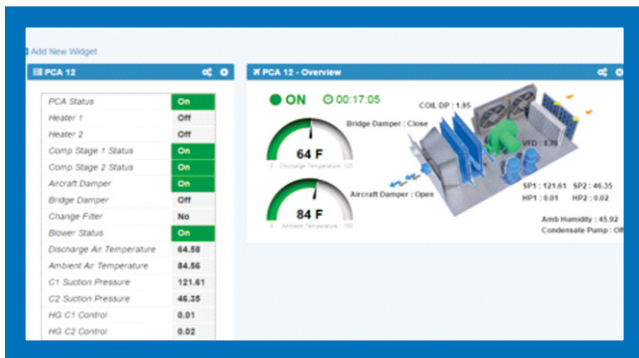 Add New Widget
PCA 12
PCA Status On
Heater 1 Off
Heater 2 Off
Comp Stage 1 Status On
Comp Stage 2 Status On
Aircraft Damper On
Bridge Damper Off
Change Filter No
Blower Status On
Discharge Air Temperature 64.58
Ambient Air Temperature 84.56
C1 Suction Pressure 121.61
C2 Suction Pressure 46.35
HG C1 Control 0.01
HG C2 Control 0.02
PCA 12 - Overview
ON 00:17:05
COIL DP : 1.95
Bridge Damper : Close
VFD :
64 F
0 Discharge Temperature 125
Aircraft Damper : Open
SP1 : 121.61 SP2 : 46.35
HP1 : 0.01 HP2 : 0.02
84 F
Ambient Temperature
Amb Humidity : 45.92
Condensate Pump : Off